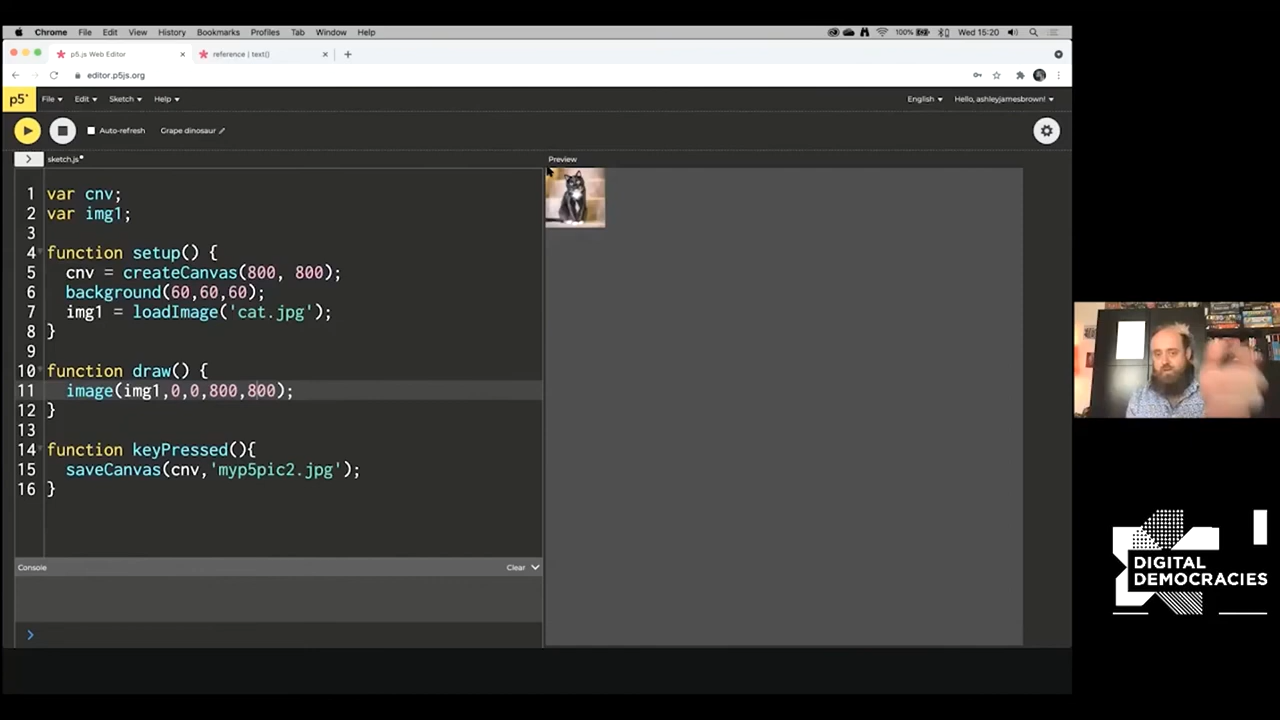 Chrome File Edit View History Bookmarks Profiles Tab Window Help 100% Wed 15:20
p5.js Web Editor reference | text()
editor.p5js.org
p5* File Edit Sketch Help English Hello, ashleyjamesbrown!
Auto-refresh Grape dinosaur
sketch.js Preview
1 var cnv;
2 var img1;
3
4 function setup() {
5 cnv = createCanvas(800, 800);
6 background(60,60,60);
7 img1 = loadImage('cat.jpg');
8 }
9
10 function draw() {
11 image(img1,0,0,800,800);
12 }
13
14 function keyPressed(){
15 saveCanvas(cnv,'myp5pic2.jpg');
16 }
Console Clear
>
DIGITAL
DEMOCRACIES